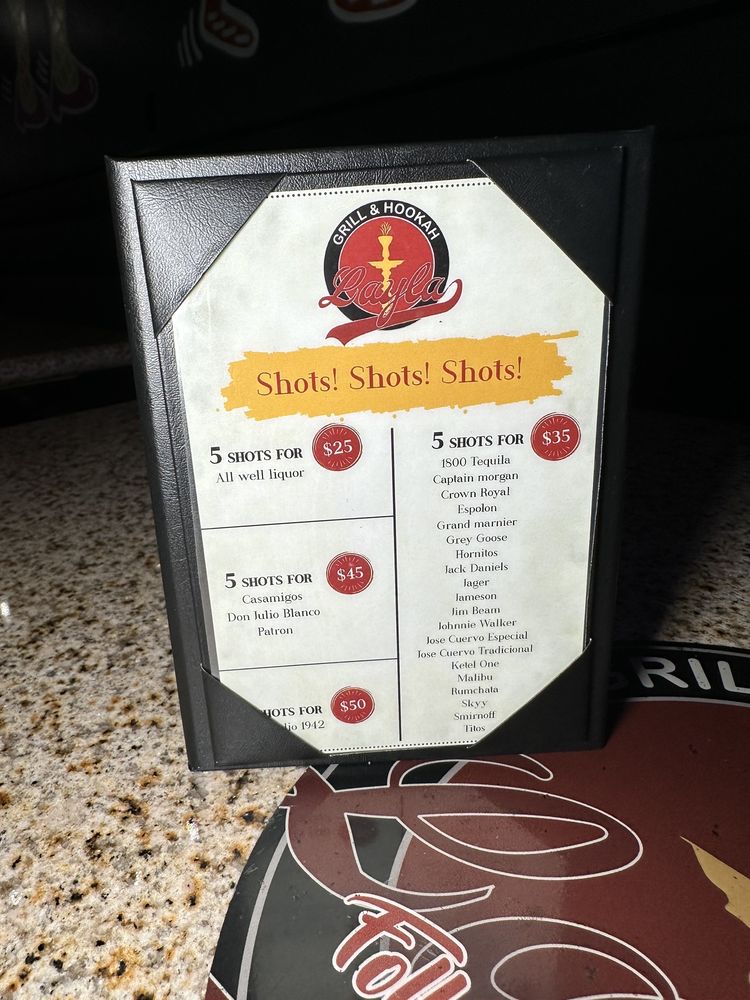 GRILL & HOOKAH
Layla
Shots! Shots! Shots!
5 SHOTS FOR $25
All well liquor
5 SHOTS FOR $45
Casamigos
Don Julio Blanco
Patron
HOTS FOR $50
lio 1942
5 SHOTS FOR $35
1800 Tequila
Captain morgan
Crown Royal
Espolon
Grand marnier
Grey Goose
Hornitos
Jack Daniels
Jager
Jameson
Jim Beam
Johnnie Walker
Jose Cuervo Especial
Jose Cuervo Tradicional
Ketel One
Malibu
Rumchata
Skyy
Smirnoff
Titos
GRIL
Foll